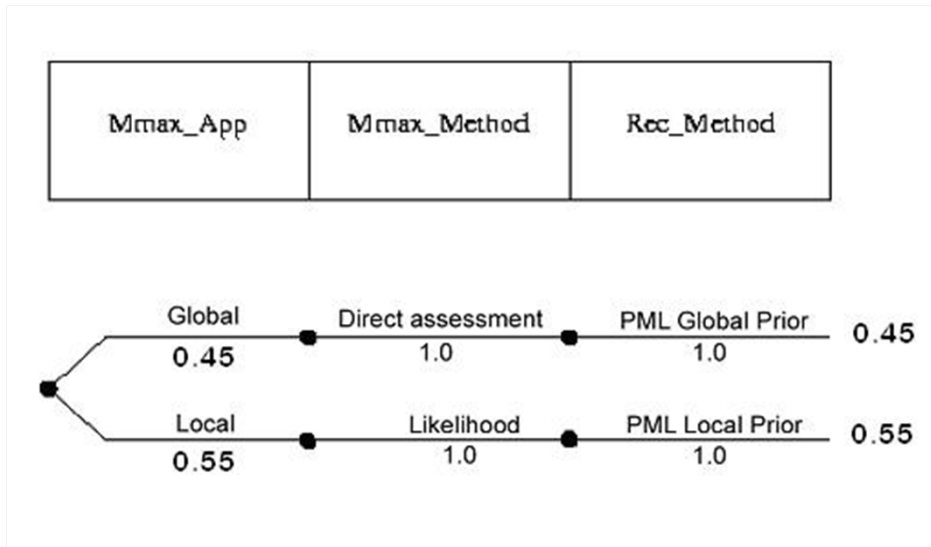 Mmax_App Mmax_Method Rec_Method
Global Direct assessment PML Global Prior 0.45
0.45 1.0 1.0
Local Likelihood PML Local Prior 0.55
0.55 1.0 1.0